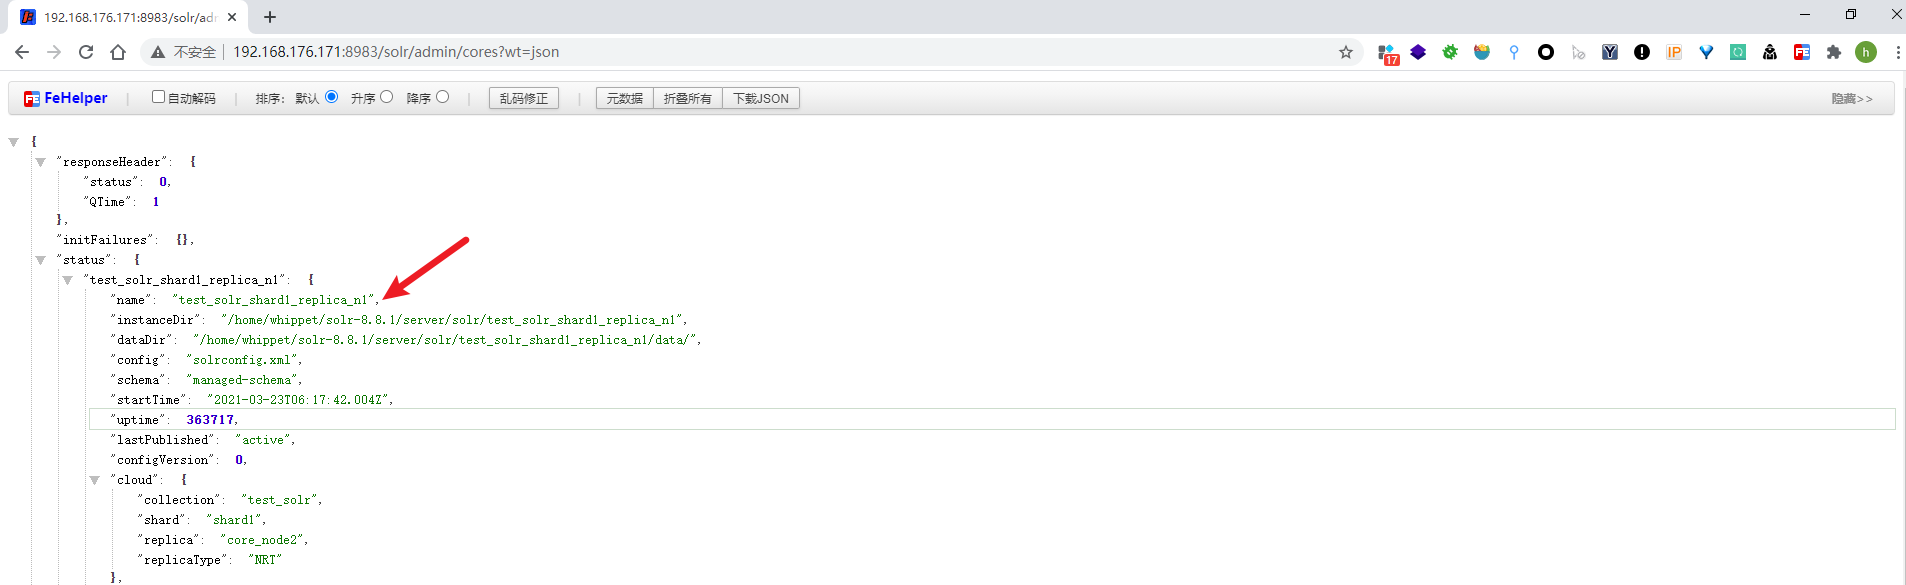 192.168.176.171:8983/solr/adm
不安全 192.168.176.171:8983/solr/admin/cores?wt=json
17
IP
h
FeHelper 自动解码 排序: 默认 升序 降序 乱码修正 元数据 折叠所有 下载JSON 隐藏>>
{
"responseHeader": {
"status": 0,
"QTime": 1
},
"initFailures": {},
"status": {
"test_solr_shard1_replica_n1": {
"name": "test_solr_shard1_replica_n1",
"instanceDir": "/home/whippet/solr-8.8.1/server/solr/test_solr_shard1_replica_n1",
"dataDir": "/home/whippet/solr-8.8.1/server/solr/test_solr_shard1_replica_n1/data/",
"config": "solrconfig.xml",
"schema": "managed-schema",
"startTime": "2021-03-23T06:17:42.004Z",
"uptime": 363717,
"lastPublished": "active",
"configVersion": 0,
"cloud": {
"collection": "test_solr",
"shard": "shard1",
"replica": "core_node2",
"replicaType": "NRT"
},